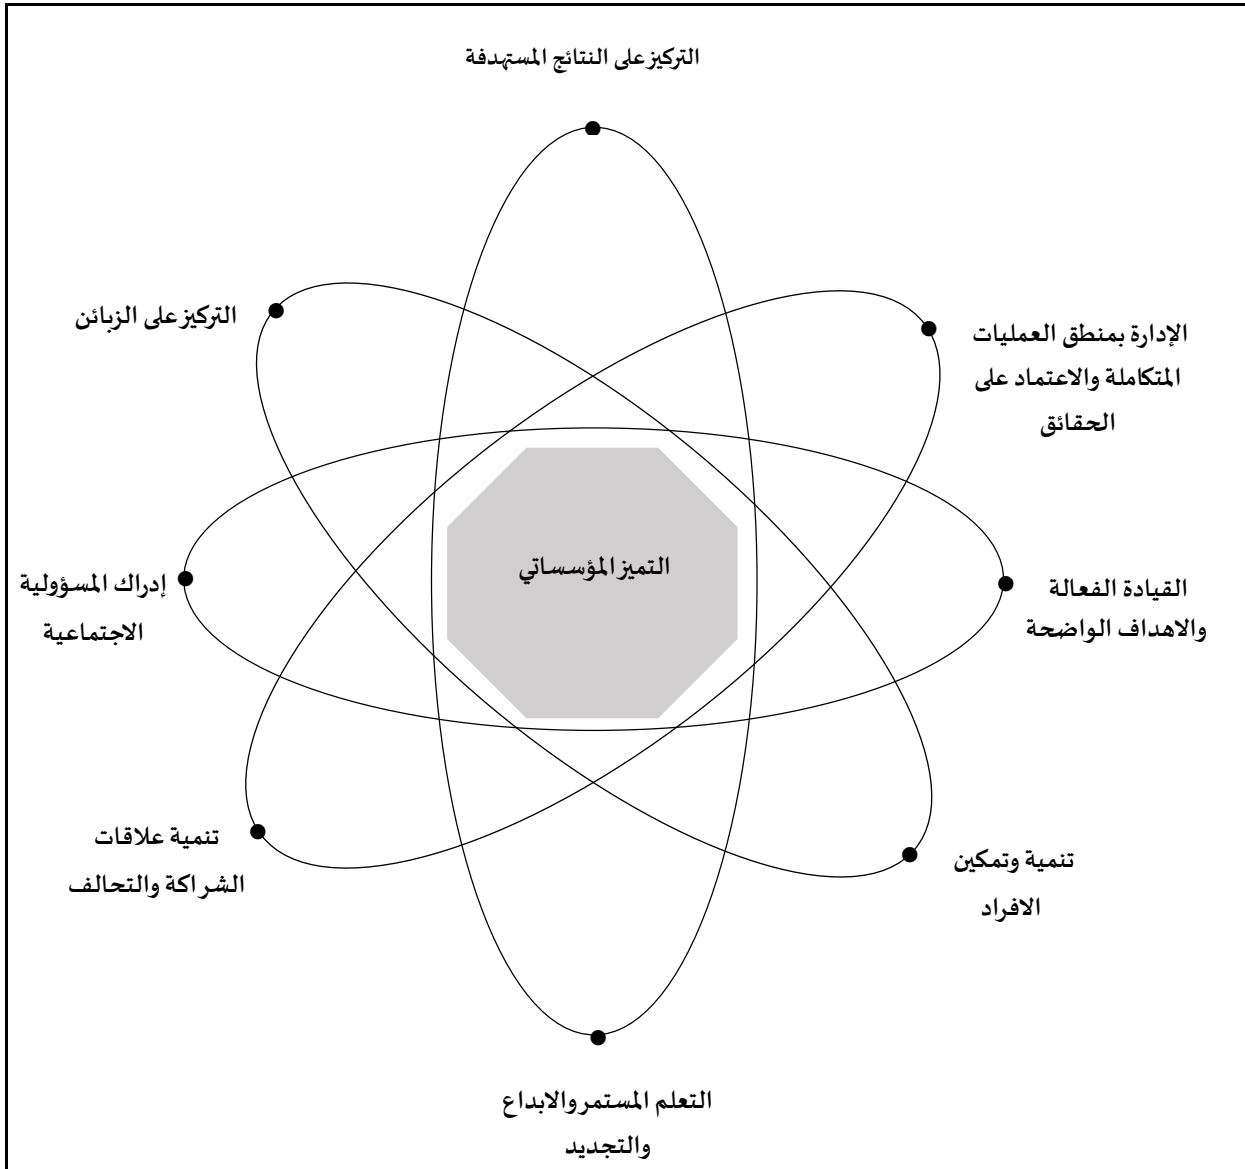 التركيز على النتائج المستهدفة
الإدارة بمنطق العمليات
المتكاملة والاعتماد على
الحقائق
التركيز على الزبائن
التميز المؤسساتي
القيادة الفعالة
والاهداف الواضحة
إدراك المسؤولية
الاجتماعية
تنمية وتمكين
الافراد
تنمية علاقات
الشراكة والتحالف
التعلم المستمر والابداع
والتجديد